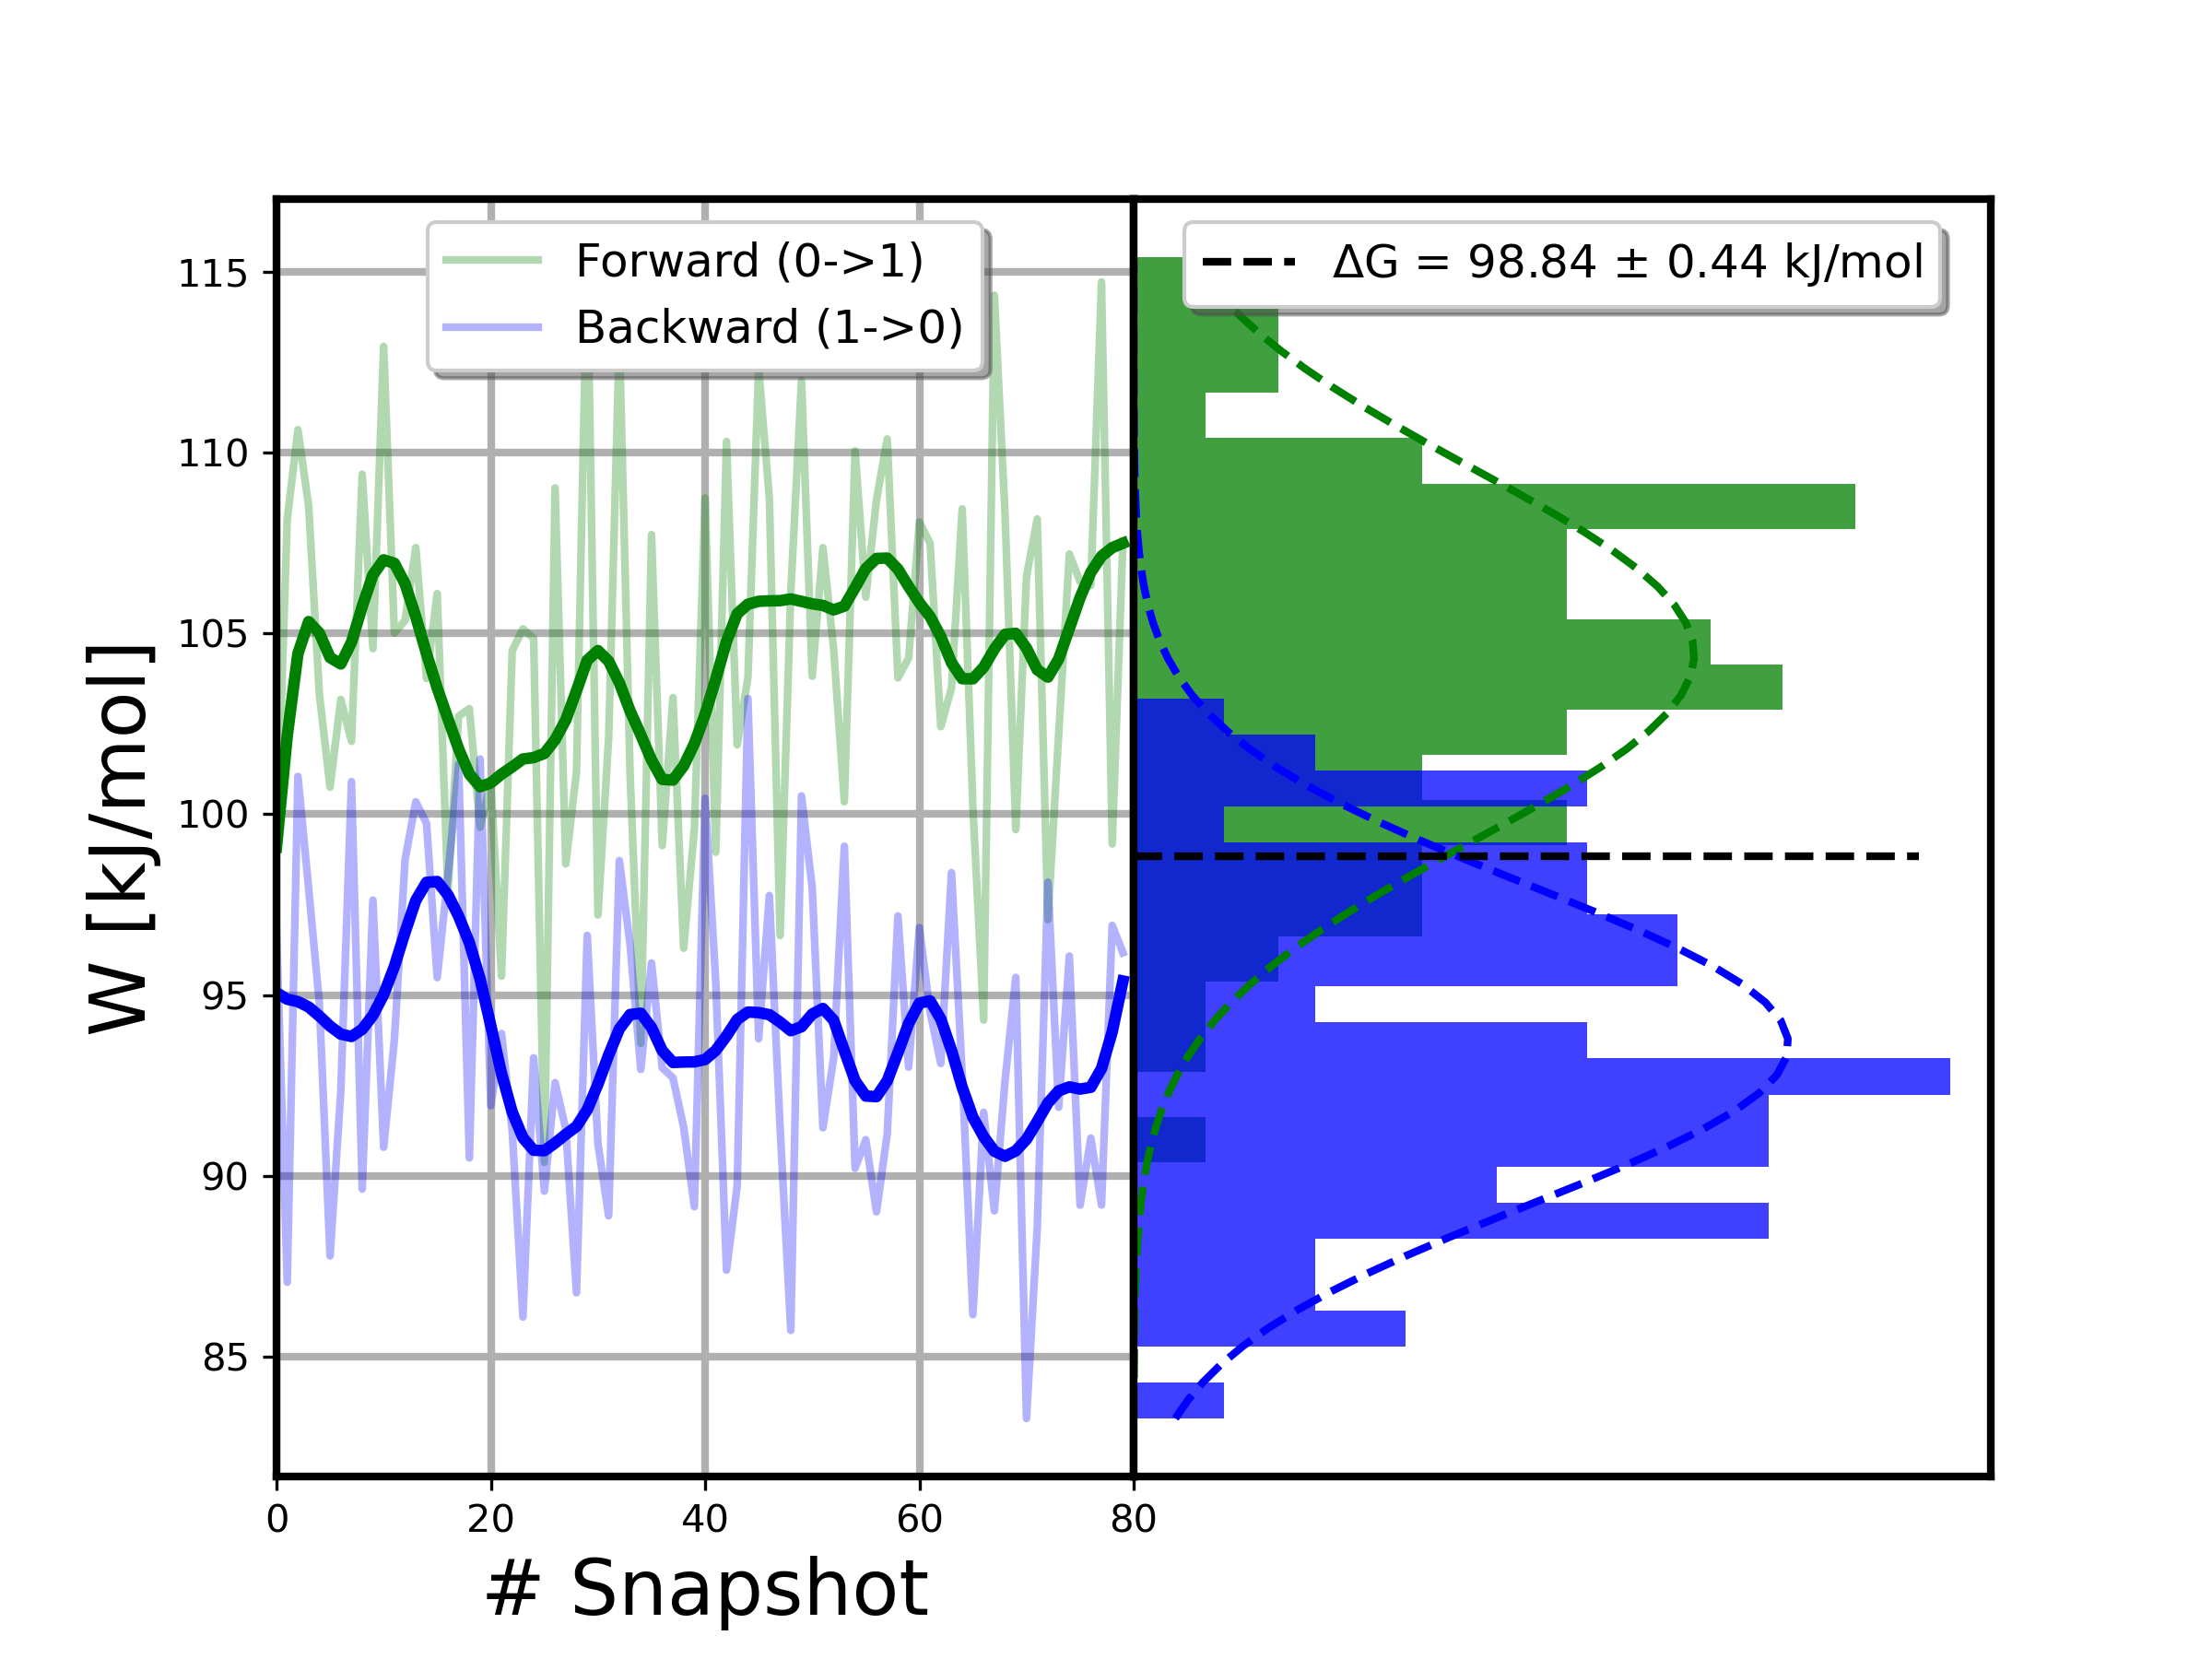 Forward (0->1)
Backward (1->0)
ΔG = 98.84 ± 0.44 kJ/mol
W [kJ/mol]
115
110
105
100
95
90
85
0 20 40 60 80
# Snapshot